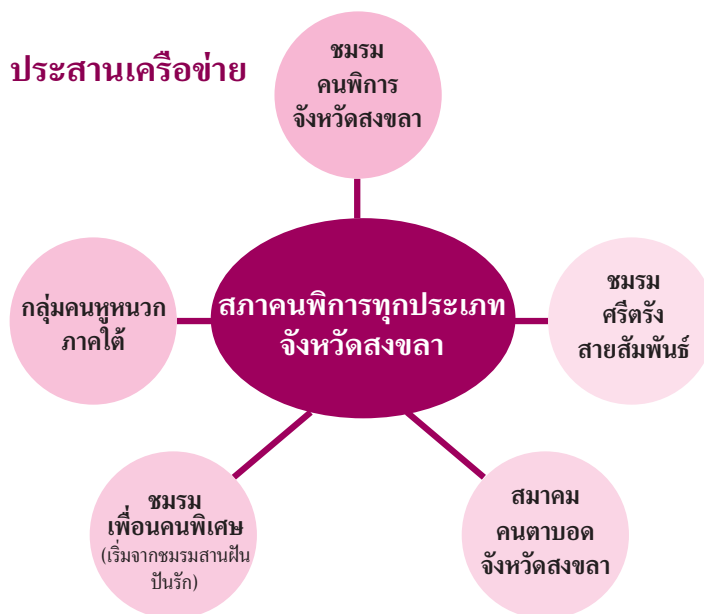 ประสานเครือข่าย
ชมรม
คนพิการ
จังหวัดสงขลา
กลุ่มคนหูหนวก
ภาคใต้
สภาคนพิการทุกประเภท
จังหวัดสงขลา
ชมรม
ศรีตรัง
สายสัมพันธ์
ชมรม
เพื่อนคนพิเศษ
(เริ่มจากชมรมสานฝัน
ปันรัก)
สมาคม
คนตาบอด
จังหวัดสงขลา